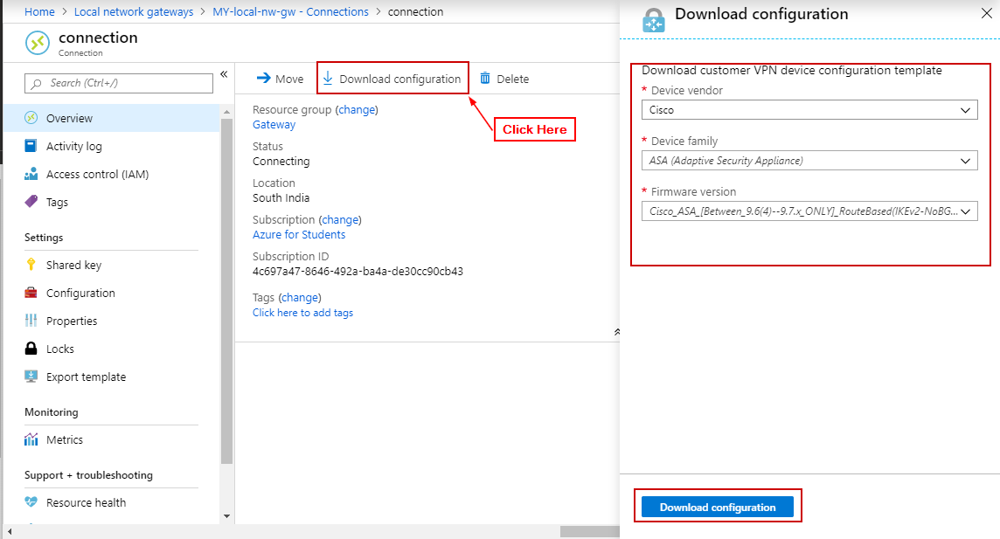 Home > Local network gateways > MY-local-nw-gw - Connections > connection
connection
Connection
Search (Ctrl+/)
«
Overview
Activity log
Access control (IAM)
Tags
Settings
Shared key
Configuration
Properties
Locks
Export template
Monitoring
Metrics
Support + troubleshooting
Resource health
Move
Download configuration
Delete
Click Here
Resource group (change)
Gateway
Status
Connecting
Location
South India
Subscription (change)
Azure for Students
Subscription ID
4c697a47-8646-492a-ba4a-de30cc90cb43
Tags (change)
Click here to add tags
Download configuration
Download customer VPN device configuration template
* Device vendor
Cisco
* Device family
ASA (Adaptive Security Appliance)
* Firmware version
Cisco_ASA_[Between_9.6(4)--9.7.x_ONLY]_RouteBased(IKEv2-NoBG...
Download configuration